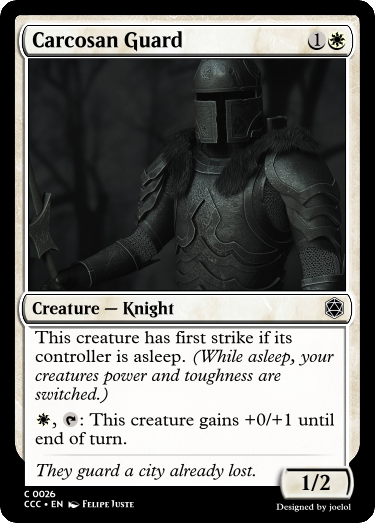 Carcosan Guard 1
Creature — Knight
This creature has first strike if its
controller is asleep. (While asleep, your
creatures power and toughness are
switched.)
, : This creature gains +0/+1 until
end of turn.
They guard a city already lost.
1/2
C 0026
CCC • EN Felipe Juste
Designed by joelol